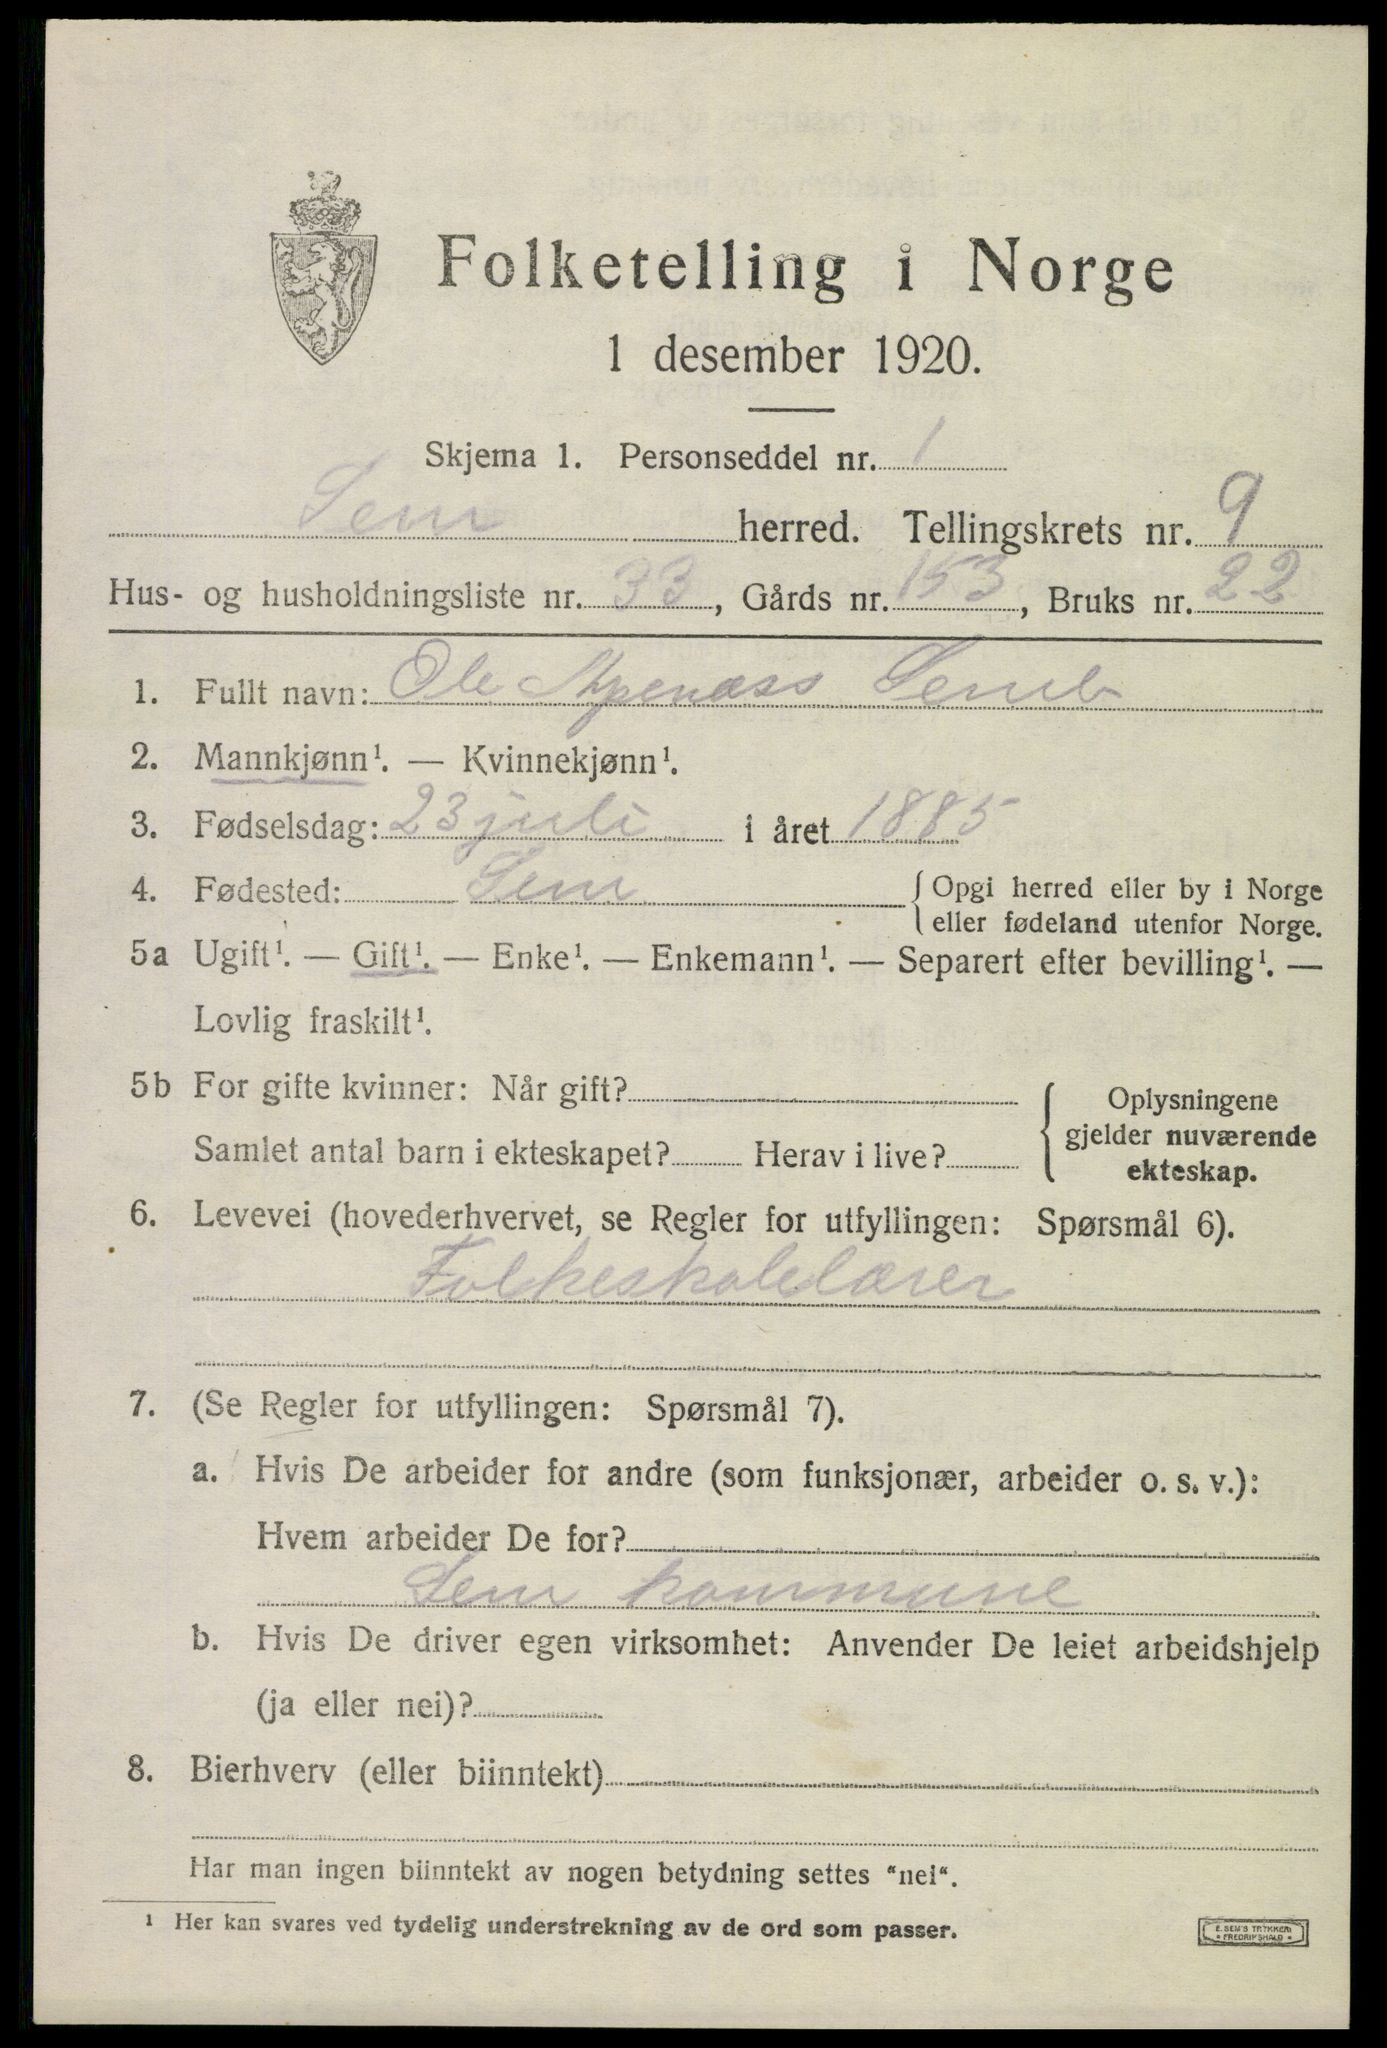 Folketelling i Norge
1 desember 1920.
Skjema 1. Personseddel nr. 1
Sem herred. Tellingskrets nr. 9
Hus- og husholdningsliste nr. 33, Gårds nr. 153, Bruks nr. 22
1. Fullt navn: Ole Semb
2. Mannkjønn¹. — Kvinnekjønn¹.
3. Fødselsdag: 23 juli i året 1885
4. Fødested: Sem { Opgi herred eller by i Norge
eller fødeland utenfor Norge.
5a Ugift¹. — Gift¹. — Enke¹. — Enkemann¹. — Separert efter bevilling¹. —
Lovlig fraskilt¹.
5b For gifte kvinner: Når gift?
Samlet antal barn i ekteskapet? Herav i live?
{ Oplysningene
gjelder nuværende
ekteskap.
6. Levevei (hovederhvervet, se Regler for utfyllingen: Spørsmål 6).
Folkeskolelærer
7. (Se Regler for utfyllingen: Spørsmål 7).
a. Hvis De arbeider for andre (som funksjonær, arbeider o. s. v.):
Hvem arbeider De for?
Sem kommune
b. Hvis De driver egen virksomhet: Anvender De leiet arbeidshjelp
(ja eller nei)?
8. Bierhverv (eller biinntekt)
Har man ingen biinntekt av nogen betydning settes "nei".
¹ Her kan svares ved tydelig understrekning av de ord som passer.
E. SEM'S TRYKKERI
FREDRIKSHALD